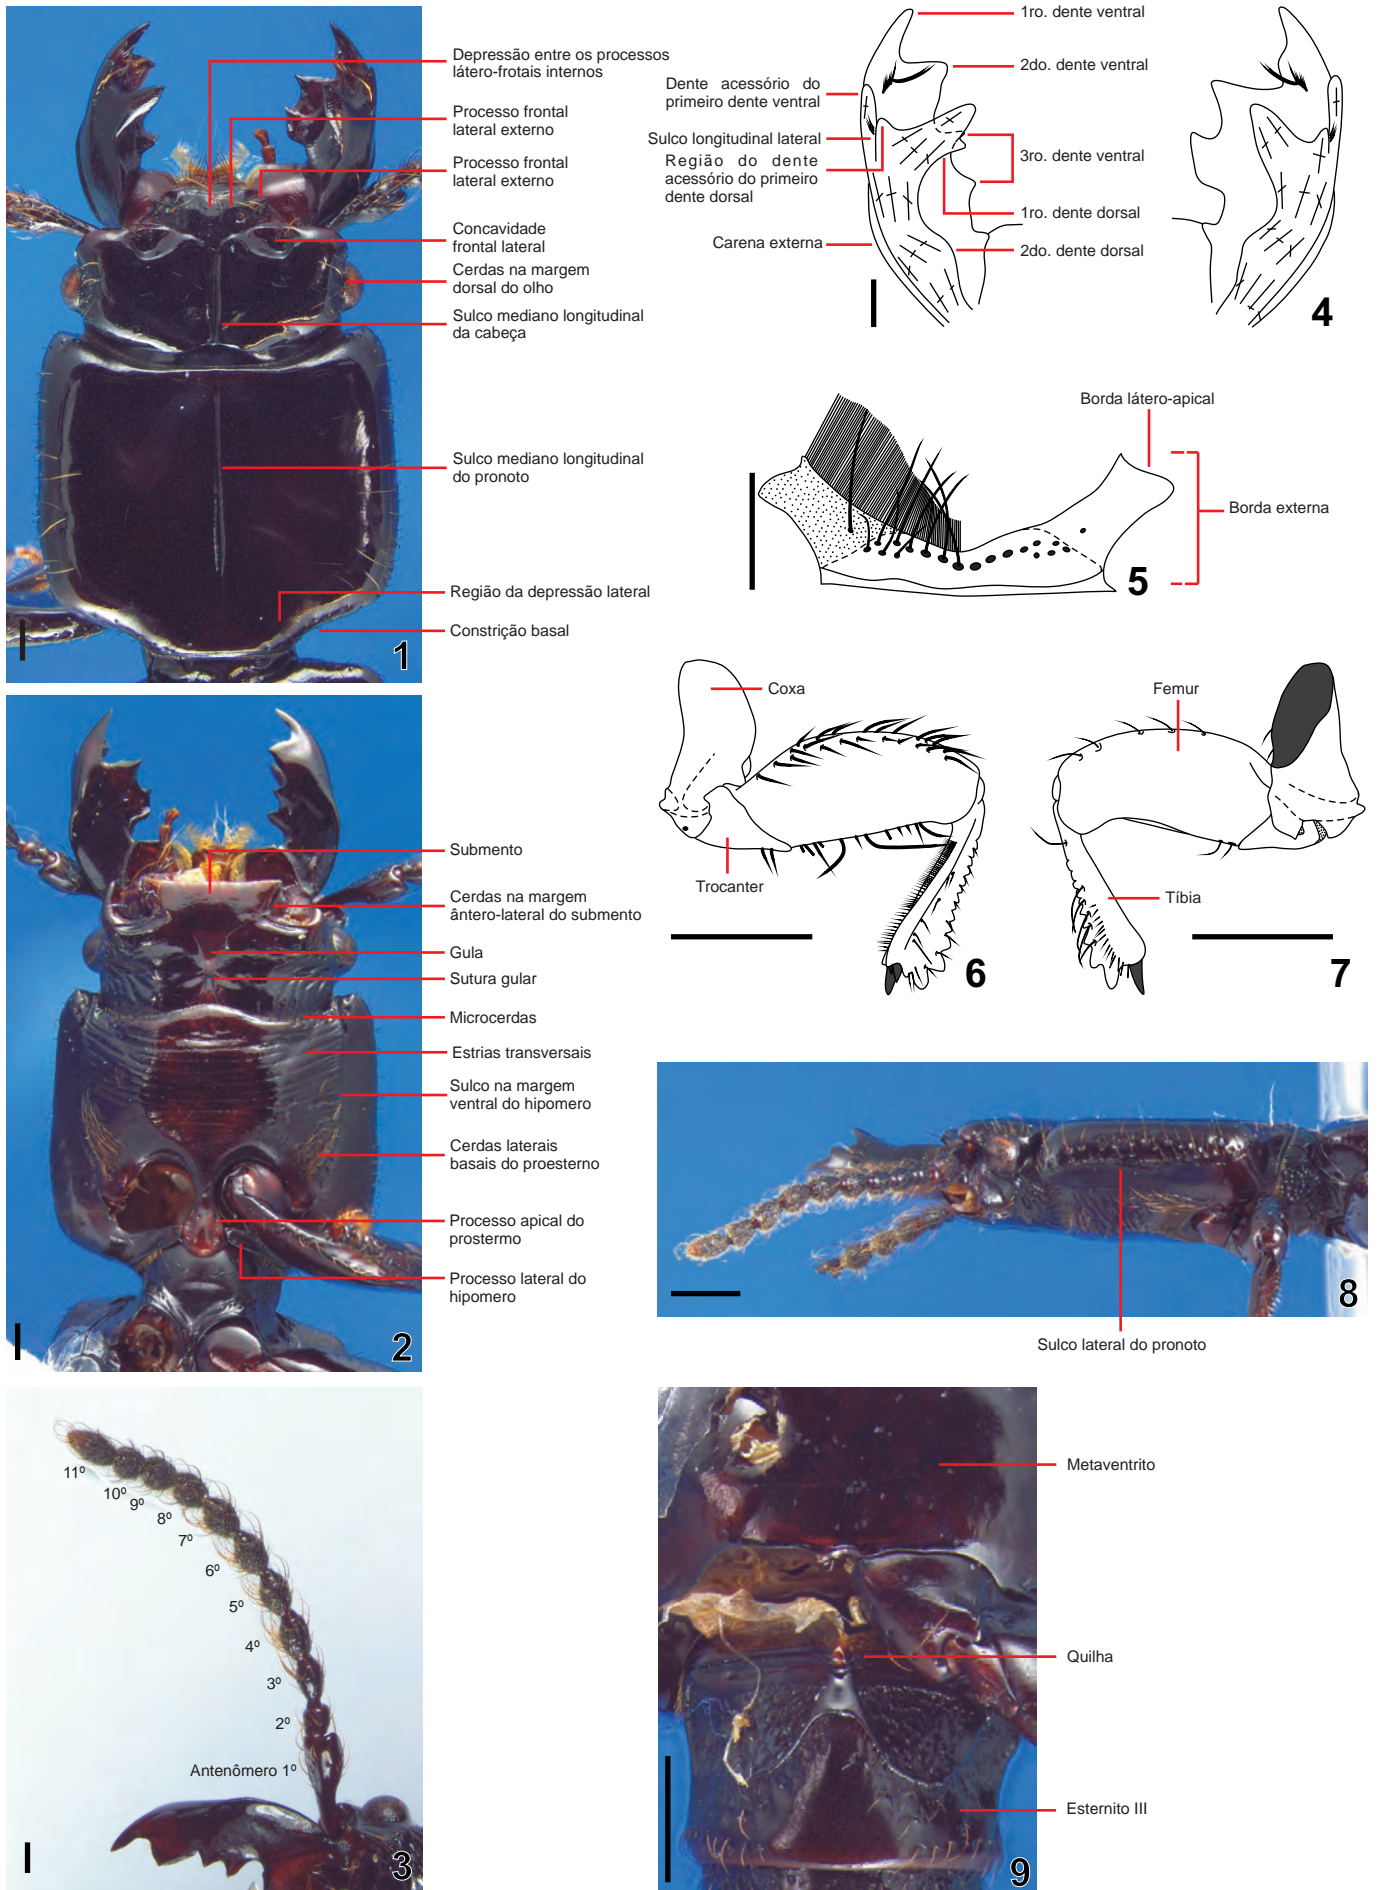 Depressão entre os processos
látero-frotais internos
Processo frontal
lateral externo
Processo frontal
lateral externo
Concavidade
frontal lateral
Cerdas na margem
dorsal do olho
Sulco mediano longitudinal
da cabeça
Sulco mediano longitudinal
do pronoto
Região da depressão lateral
Constrição basal
1
Submento
Cerdas na margem
ântero-lateral do submento
Gula
Sutura gular
Microcerdas
Estrias transversais
Sulco na margem
ventral do hipomero
Cerdas laterais
basais do proesterno
Processo apical do
prostermo
Processo lateral do
hipomero
2
11º
10º
9º
8º
7º
6º
5º
4º
3º
2º
Antenômero 1º
3
1ro. dente ventral
2do. dente ventral
Dente acessório do
primeiro dente ventral
Sulco longitudinal lateral
Região do dente
acessório do primeiro
dente dorsal
3ro. dente ventral
1ro. dente dorsal
Carena externa
2do. dente dorsal
4
Borda látero-apical
Borda externa
5
Coxa
Trocanter
6
Femur
Tíbia
7
8
Sulco lateral do pronoto
Metaventrito
Quilha
Esternito III
9